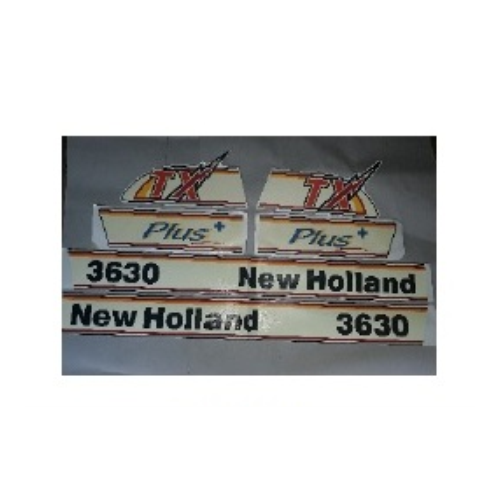 TX TX
Plus+ Plus+
3630 New Holland
New Holland 3630